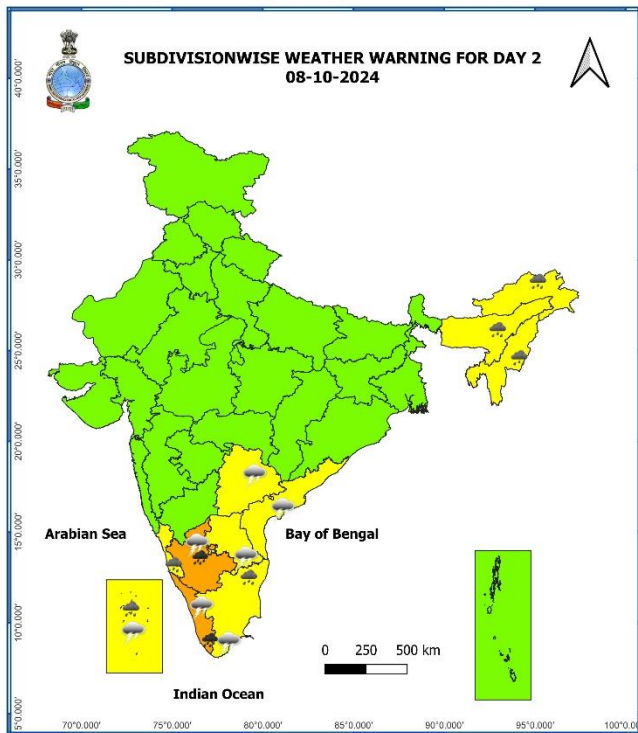 SUBDIVISIONWISE WEATHER WARNING FOR DAY 2
08-10-2024
40°0.000'
35°0.000'
30°0.000'
25°0.000'
20°0.000'
15°0.000'
10°0.000'
5°0.000'
Arabian Sea
Bay of Bengal
0 250 500 km
Indian Ocean
70°0.000' 75°0.000' 80°0.000' 85°0.000' 90°0.000' 95°0.000'